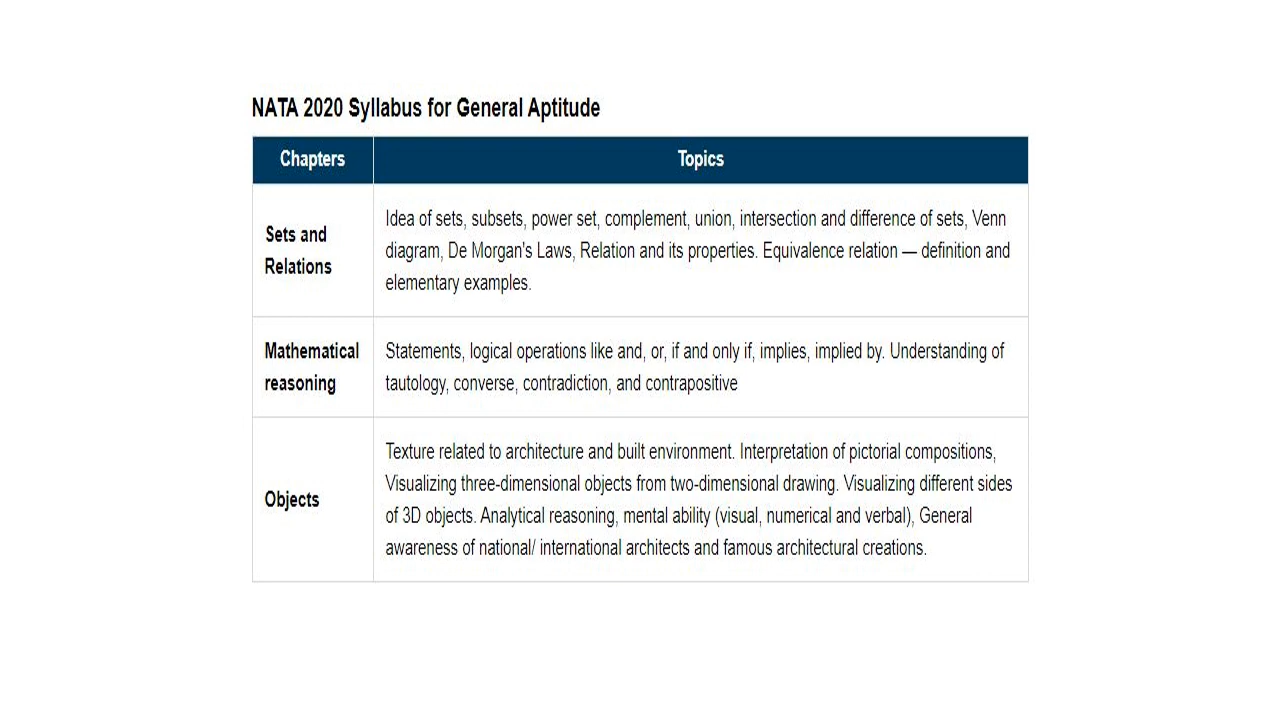 NATA 2020 Syllabus for General Aptitude
Chapters Topics
Sets and
Relations
Idea of sets, subsets, power set, complement, union, intersection and difference of sets, Venn
diagram, De Morgan's Laws, Relation and its properties. Equivalence relation — definition and
elementary examples.
Mathematical
reasoning
Statements, logical operations like and, or, if and only if, implies, implied by. Understanding of
tautology, converse, contradiction, and contrapositive
Objects
Texture related to architecture and built environment. Interpretation of pictorial compositions,
Visualizing three-dimensional objects from two-dimensional drawing. Visualizing different sides
of 3D objects. Analytical reasoning, mental ability (visual, numerical and verbal), General
awareness of national/ international architects and famous architectural creations.